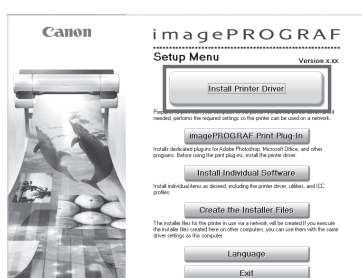 Canon
imagePROGRAF
Setup Menu
Version x.xx
Install Printer Driver
needed, performs the required settings so the printer can be used on a network.
imagePROGRAF Print Plug-In
Installs dedicated plug-ins for Adobe Photoshop, Microsoft Office, and other
programs. Before using the print plug-ins, install the printer driver.
Install Individual Software
Install individual items as desired, including the printer driver, utilities, and ICC
profiles.
Create the Installer Files
The installer files for the printer in use via a network will be created.If you execute
the installer files created here on other computers, you can use them with the same
driver settings as this computer.
Language
Exit